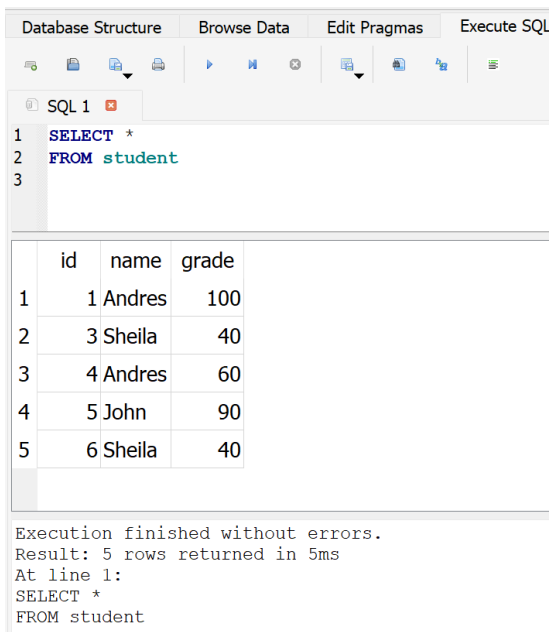 Database Structure Browse Data Edit Pragmas Execute SQL
SQL 1
1 SELECT *
2 FROM student
3
id name grade
1 1 Andres 100
2 3 Sheila 40
3 4 Andres 60
4 5 John 90
5 6 Sheila 40
Execution finished without errors.
Result: 5 rows returned in 5ms
At line 1:
SELECT *
FROM student